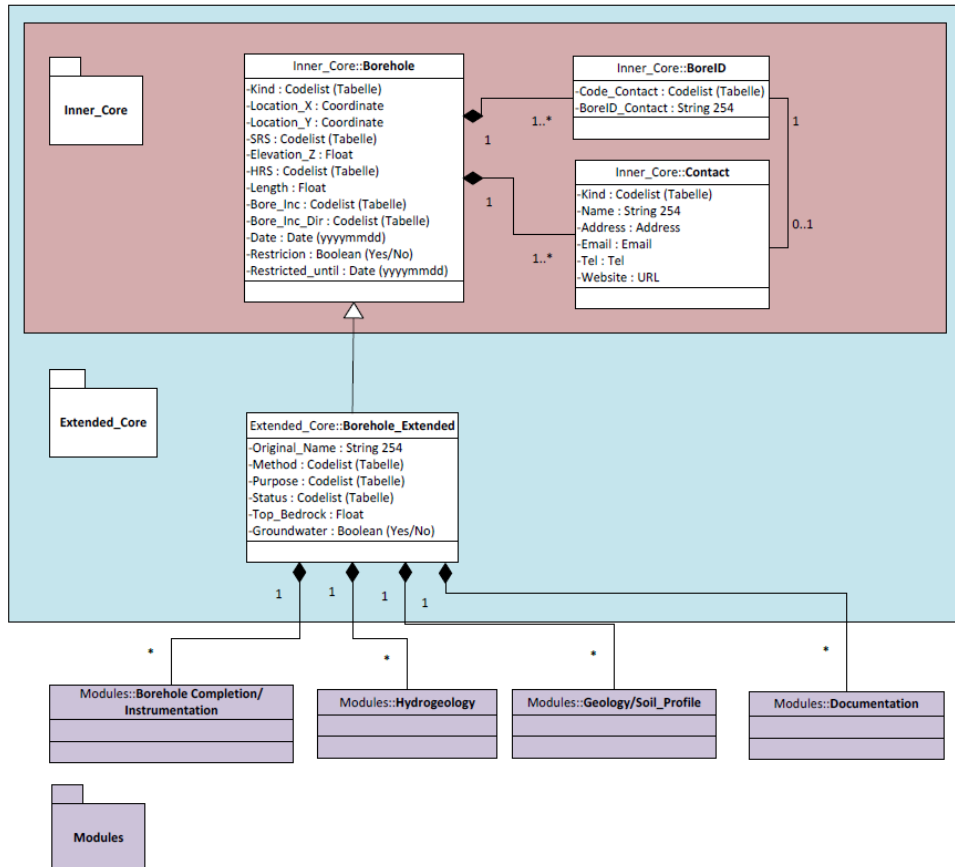 Inner_Core
Inner_Core::Borehole
-Kind : Codelist (Tabelle)
-Location_X : Coordinate
-Location_Y : Coordinate
-SRS : Codelist (Tabelle)
-Elevation_Z : Float
-HRS : Codelist (Tabelle)
-Length : Float
-Bore_Inc : Codelist (Tabelle)
-Bore_Inc_Dir : Codelist (Tabelle)
-Date : Date (yyyymmdd)
-Restricion : Boolean (Yes/No)
-Restricted_until : Date (yyyymmdd)
1
1..*
1
1..*
Inner_Core::BoreID
-Code_Contact : Codelist (Tabelle)
-BoreID_Contact : String 254
1
0..1
Inner_Core::Contact
-Kind : Codelist (Tabelle)
-Name : String 254
-Address : Address
-Email : Email
-Tel : Tel
-Website : URL
Extended_Core
Extended_Core::Borehole_Extended
-Original_Name : String 254
-Method : Codelist (Tabelle)
-Purpose : Codelist (Tabelle)
-Status : Codelist (Tabelle)
-Top_Bedrock : Float
-Groundwater : Boolean (Yes/No)
1
1
1
1
*
*
*
*
Modules::Borehole Completion/
Instrumentation
Modules::Hydrogeology
Modules::Geology/Soil_Profile
Modules::Documentation
Modules